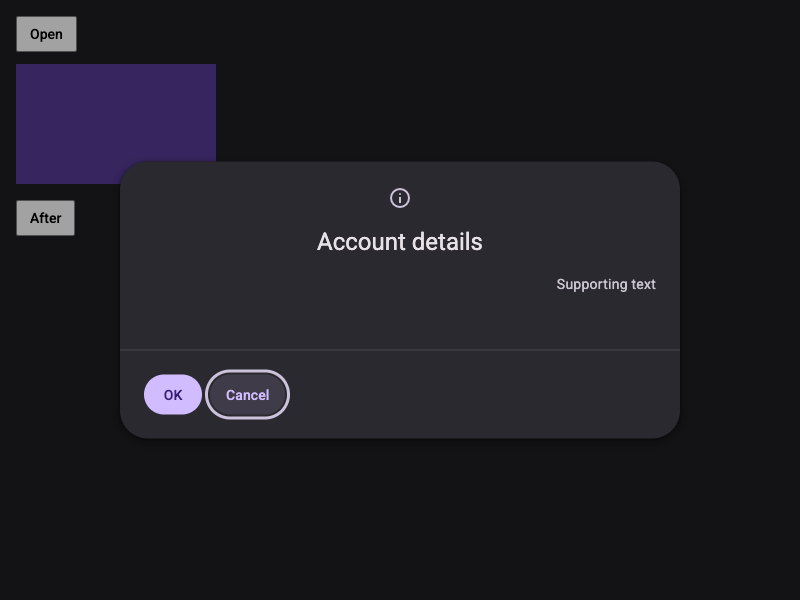 Open
After
Account details
Supporting text
OK
Cancel